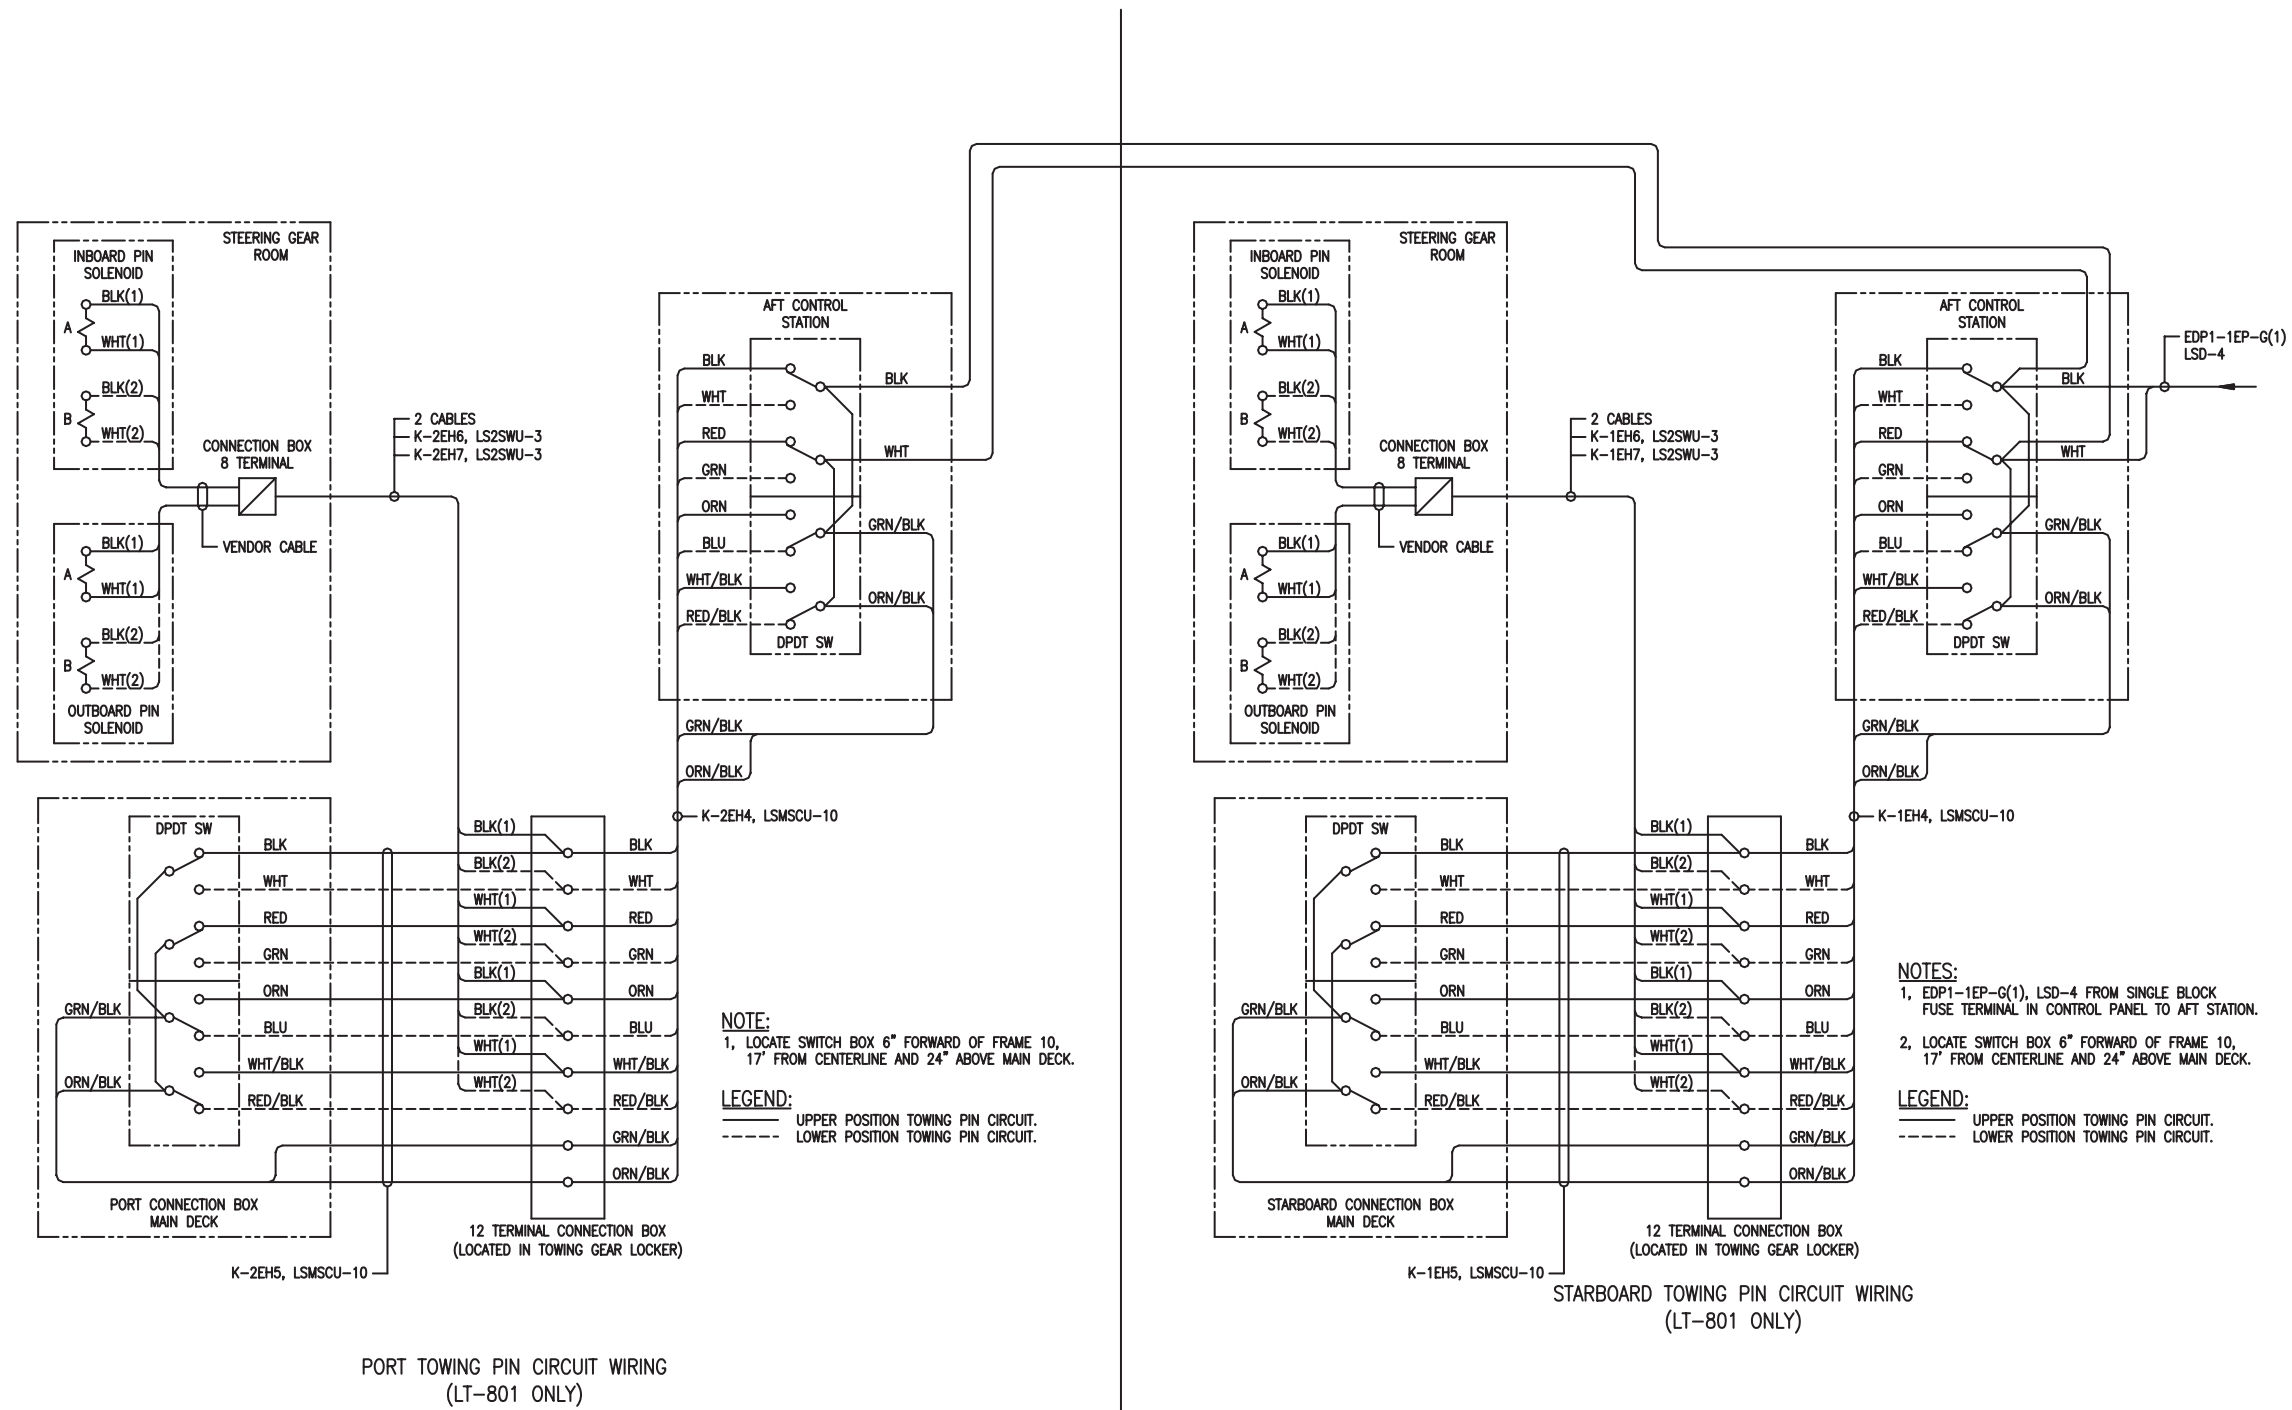 STEERING GEAR
ROOM
INBOARD PIN
SOLENOID
BLK(1)
A
WHT(1)
BLK(2)
B
WHT(2)
CONNECTION BOX
8 TERMINAL
2 CABLES
K-2EH6, LS2SWU-3
K-2EH7, LS2SWU-3
VENDOR CABLE
BLK(1)
A
WHT(1)
BLK(2)
B
WHT(2)
OUTBOARD PIN
SOLENOID
AFT CONTROL
STATION
BLK
WHT
RED
GRN
ORN
BLU
WHT/BLK
RED/BLK
DPDT SW
BLK
WHT
GRN/BLK
ORN/BLK
GRN/BLK
ORN/BLK
K-2EH4, LSMSCU-10
DPDT SW
BLK
WHT
RED
GRN
ORN
BLU
WHT/BLK
RED/BLK
GRN/BLK
ORN/BLK
PORT CONNECTION BOX
MAIN DECK
K-2EH5, LSMSCU-10
BLK(1)
BLK(2)
WHT(1)
WHT(2)
BLK(1)
BLK(2)
WHT(1)
WHT(2)
BLK
WHT
RED
GRN
ORN
BLU
WHT/BLK
RED/BLK
GRN/BLK
ORN/BLK
12 TERMINAL CONNECTION BOX
(LOCATED IN TOWING GEAR LOCKER)
NOTE:
1, LOCATE SWITCH BOX 6" FORWARD OF FRAME 10,
17' FROM CENTERLINE AND 24" ABOVE MAIN DECK.
LEGEND:
UPPER POSITION TOWING PIN CIRCUIT.
LOWER POSITION TOWING PIN CIRCUIT.
PORT TOWING PIN CIRCUIT WIRING
(LT-801 ONLY)
STEERING GEAR
ROOM
INBOARD PIN
SOLENOID
BLK(1)
A
WHT(1)
BLK(2)
B
WHT(2)
CONNECTION BOX
8 TERMINAL
2 CABLES
K-1EH6, LS2SWU-3
K-1EH7, LS2SWU-3
VENDOR CABLE
BLK(1)
A
WHT(1)
BLK(2)
B
WHT(2)
OUTBOARD PIN
SOLENOID
AFT CONTROL
STATION
BLK
WHT
RED
GRN
ORN
BLU
WHT/BLK
RED/BLK
DPDT SW
BLK
WHT
GRN/BLK
ORN/BLK
EDP1-1EP-G(1)
LSD-4
GRN/BLK
ORN/BLK
K-1EH4, LSMSCU-10
DPDT SW
BLK
WHT
RED
GRN
ORN
BLU
WHT/BLK
RED/BLK
GRN/BLK
ORN/BLK
STARBOARD CONNECTION BOX
MAIN DECK
K-1EH5, LSMSCU-10
BLK(1)
BLK(2)
WHT(1)
WHT(2)
BLK(1)
BLK(2)
WHT(1)
WHT(2)
BLK
WHT
RED
GRN
ORN
BLU
WHT/BLK
RED/BLK
GRN/BLK
ORN/BLK
12 TERMINAL CONNECTION BOX
(LOCATED IN TOWING GEAR LOCKER)
NOTES:
1, EDP1-1EP-G(1), LSD-4 FROM SINGLE BLOCK
FUSE TERMINAL IN CONTROL PANEL TO AFT STATION.
2, LOCATE SWITCH BOX 6" FORWARD OF FRAME 10,
17' FROM CENTERLINE AND 24" ABOVE MAIN DECK.
LEGEND:
UPPER POSITION TOWING PIN CIRCUIT.
LOWER POSITION TOWING PIN CIRCUIT.
STARBOARD TOWING PIN CIRCUIT WIRING
(LT-801 ONLY)